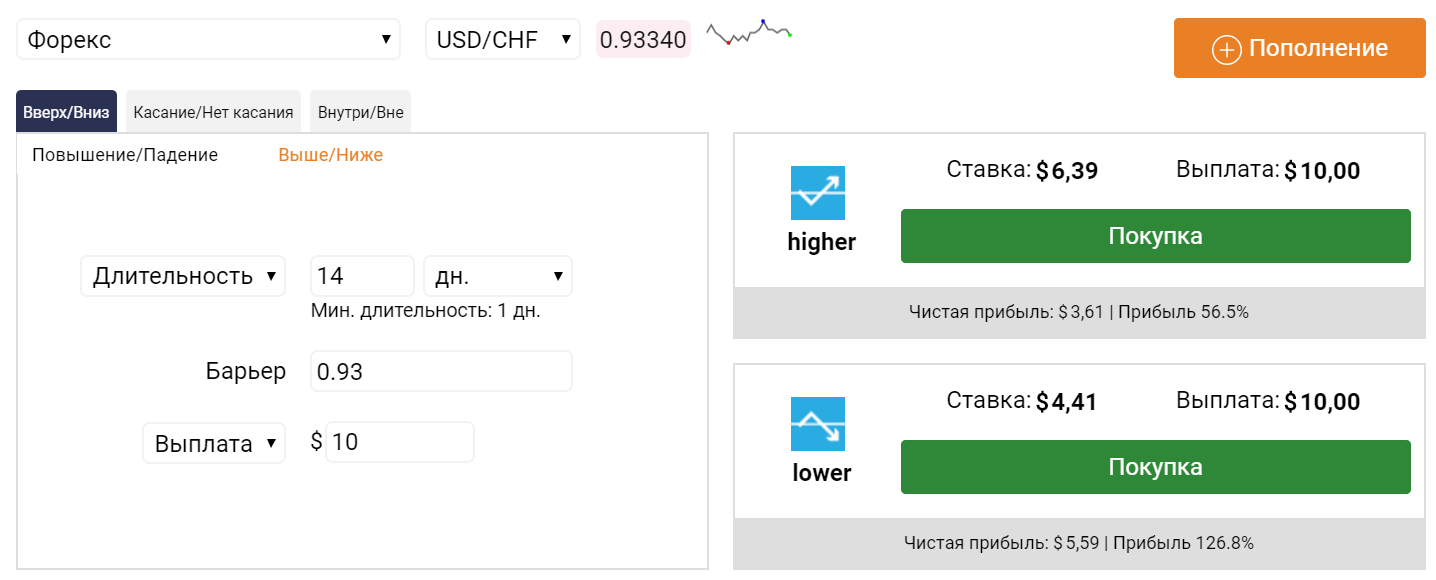 Форекс USD/CHF 0.93340 Пополнение
Вверх/Вниз Касание/Нет касания Внутри/Вне
Повышение/Падение Выше/Ниже
Длительность 14 дн.
Мин. длительность: 1 дн.
Барьер 0.93
Выплата $ 10
Ставка: $6,39 Выплата: $10,00
higher Покупка
Чистая прибыль: $3,61 | Прибыль 56.5%
Ставка: $4,41 Выплата: $10,00
lower Покупка
Чистая прибыль: $5,59 | Прибыль 126.8%